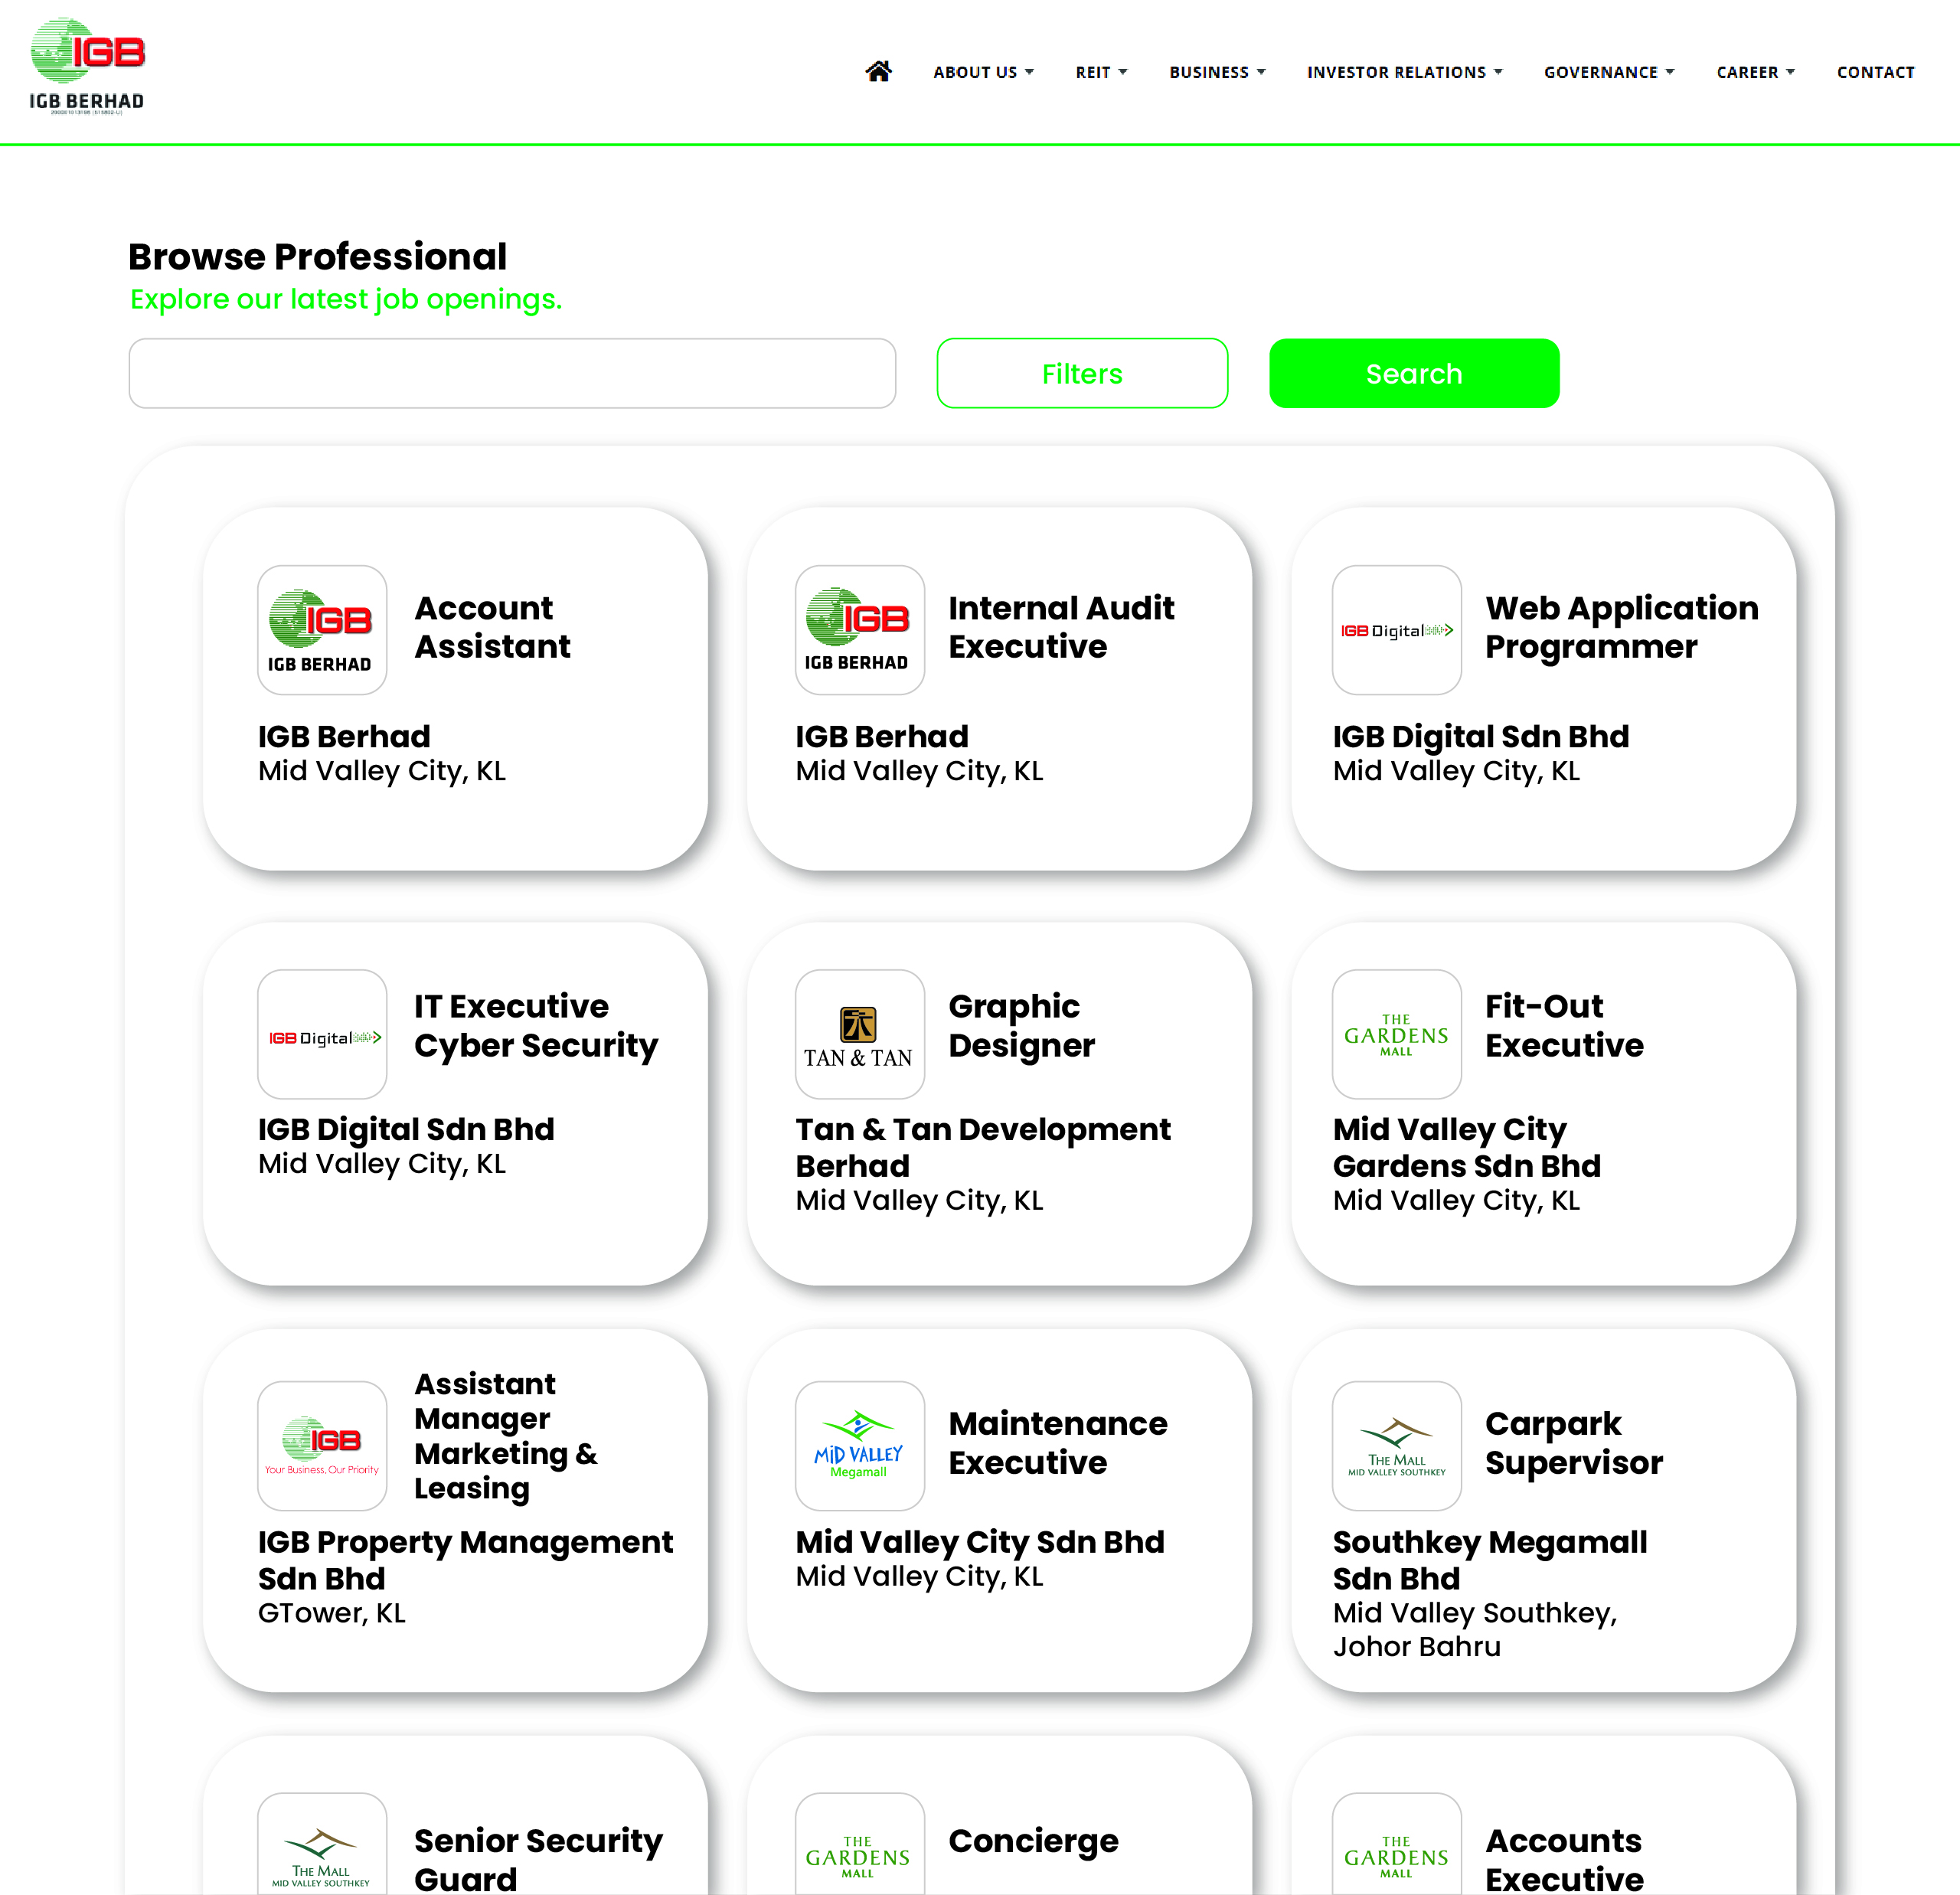 IGB
IGB BERHAD
ABOUT US
REIT
BUSINESS
INVESTOR RELATIONS
GOVERNANCE
CAREER
CONTACT
Browse Professional
Explore our latest job openings.
Filters
Search
IGB
IGB BERHAD
Account
Assistant
IGB Berhad
Mid Valley City, KL
IGB
IGB BERHAD
Internal Audit
Executive
IGB Berhad
Mid Valley City, KL
IGB Digital
Web Application
Programmer
IGB Digital Sdn Bhd
Mid Valley City, KL
IGB Digital
IT Executive
Cyber Security
IGB Digital Sdn Bhd
Mid Valley City, KL
TAN & TAN
Graphic
Designer
Tan & Tan Development
Berhad
Mid Valley City, KL
THE
GARDENS
MALL
Fit-Out
Executive
Mid Valley City
Gardens Sdn Bhd
Mid Valley City, KL
IGB
Your Business, Our Priority
Assistant
Manager
Marketing &
Leasing
IGB Property Management
Sdn Bhd
GTower, KL
MiD VALLEY
Megamall
Maintenance
Executive
Mid Valley City Sdn Bhd
Mid Valley City, KL
THE MALL
MID VALLEY SOUTHKEY
Carpark
Supervisor
Southkey Megamall
Sdn Bhd
Mid Valley Southkey,
Johor Bahru
THE MALL
MID VALLEY SOUTHKEY
Senior Security
Guard
THE
GARDENS
MALL
Concierge
THE
GARDENS
MALL
Accounts
Executive